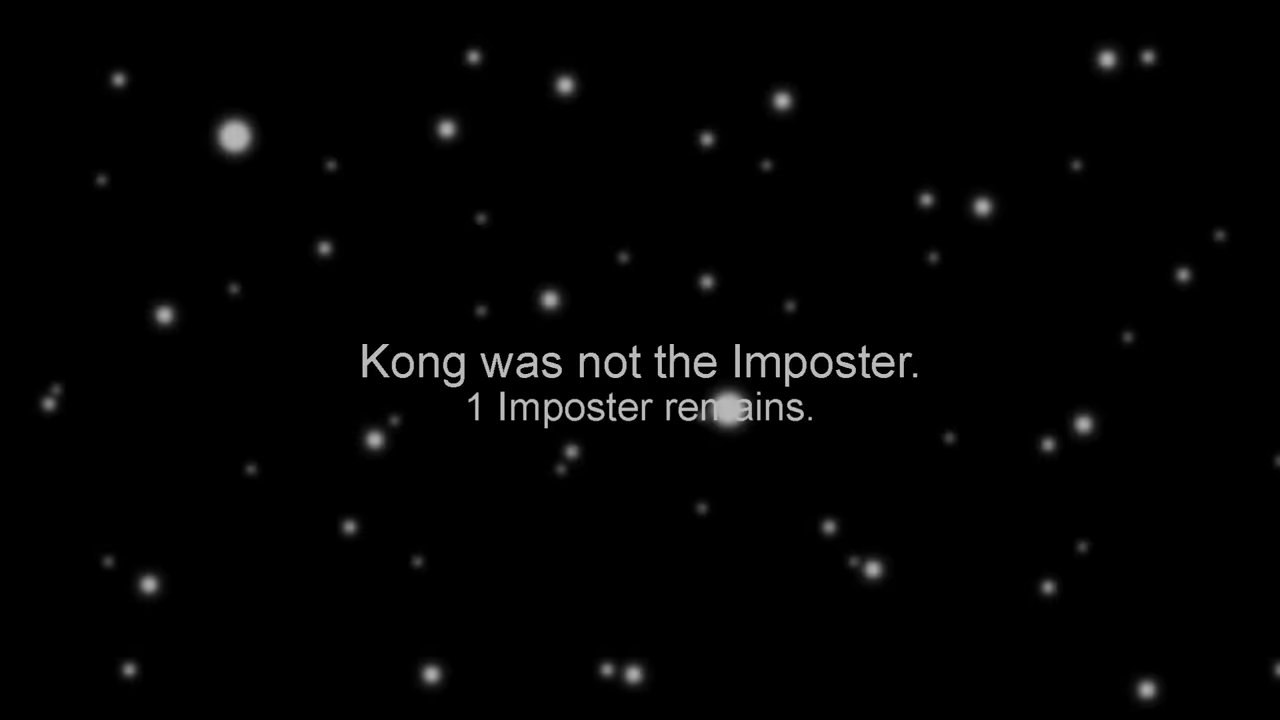 Kong was not the Imposter.
1 Imposter remains.